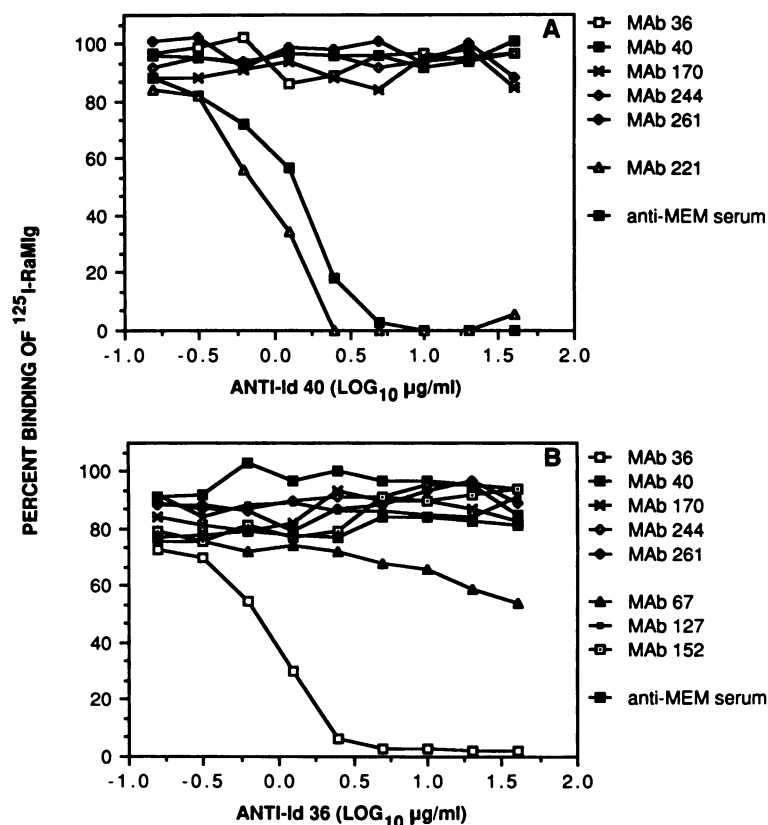 PERCENT BINDING OF 125I-RaMIg
A
100
80
60
40
20
0
-1.0 -0.5 0.0 0.5 1.0 1.5 2.0
ANTI-Id 40 (LOG10 µg/ml)
MAb 36
MAb 40
MAb 170
MAb 244
MAb 261
MAb 221
anti-MEM serum
B
100
80
60
40
20
0
-1.0 -0.5 0.0 0.5 1.0 1.5 2.0
ANTI-Id 36 (LOG10 µg/ml)
MAb 36
MAb 40
MAb 170
MAb 244
MAb 261
MAb 67
MAb 127
MAb 152
anti-MEM serum